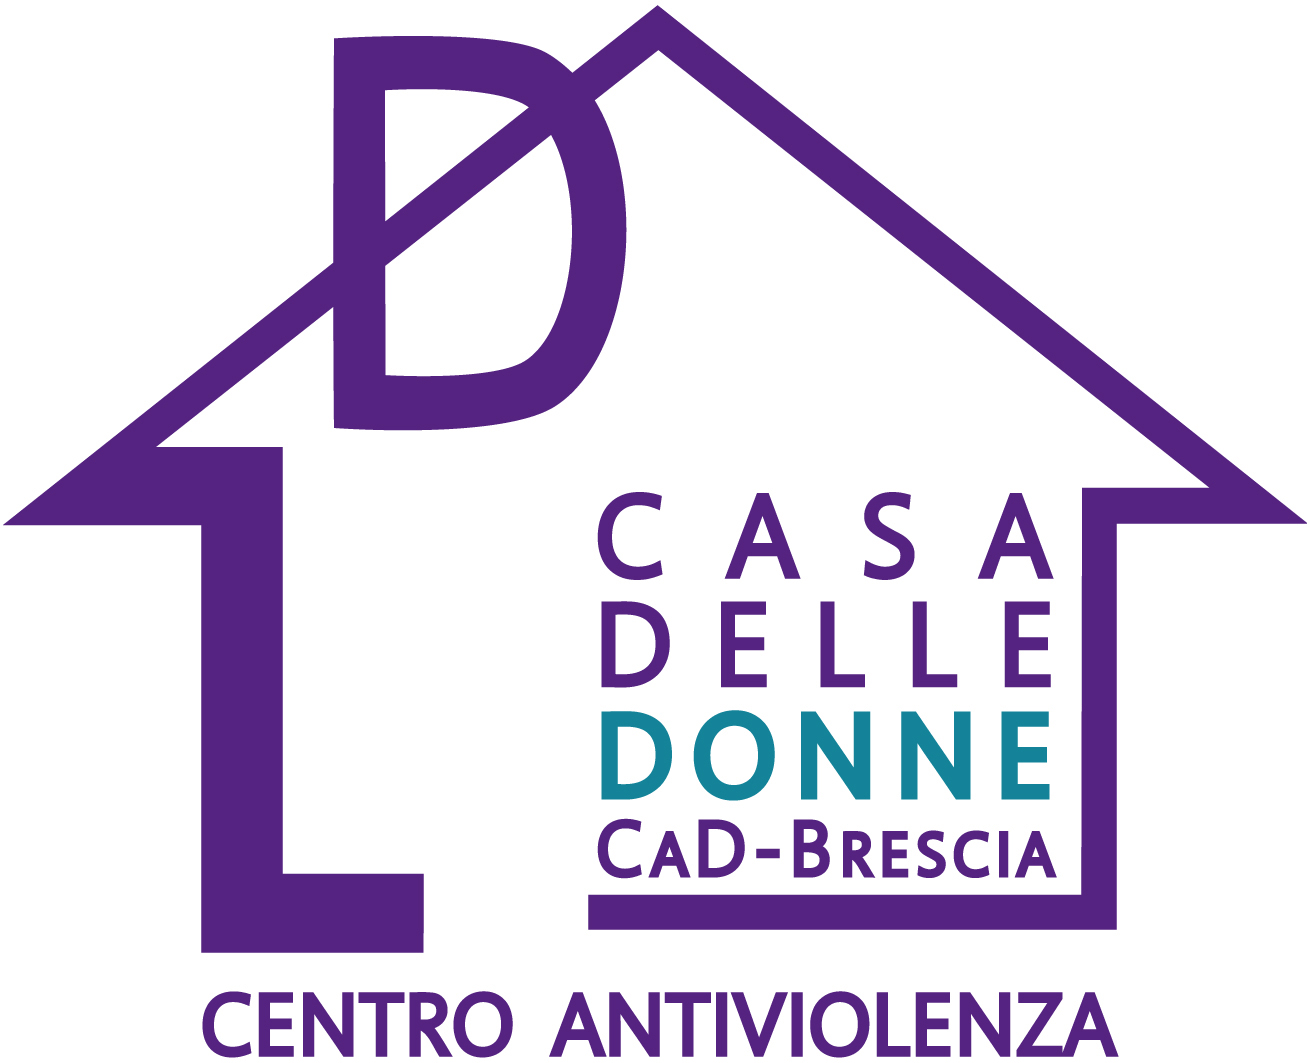 D
CASA
DELLE
DONNE
CaD-Brescia
CENTRO ANTIVIOLENZA